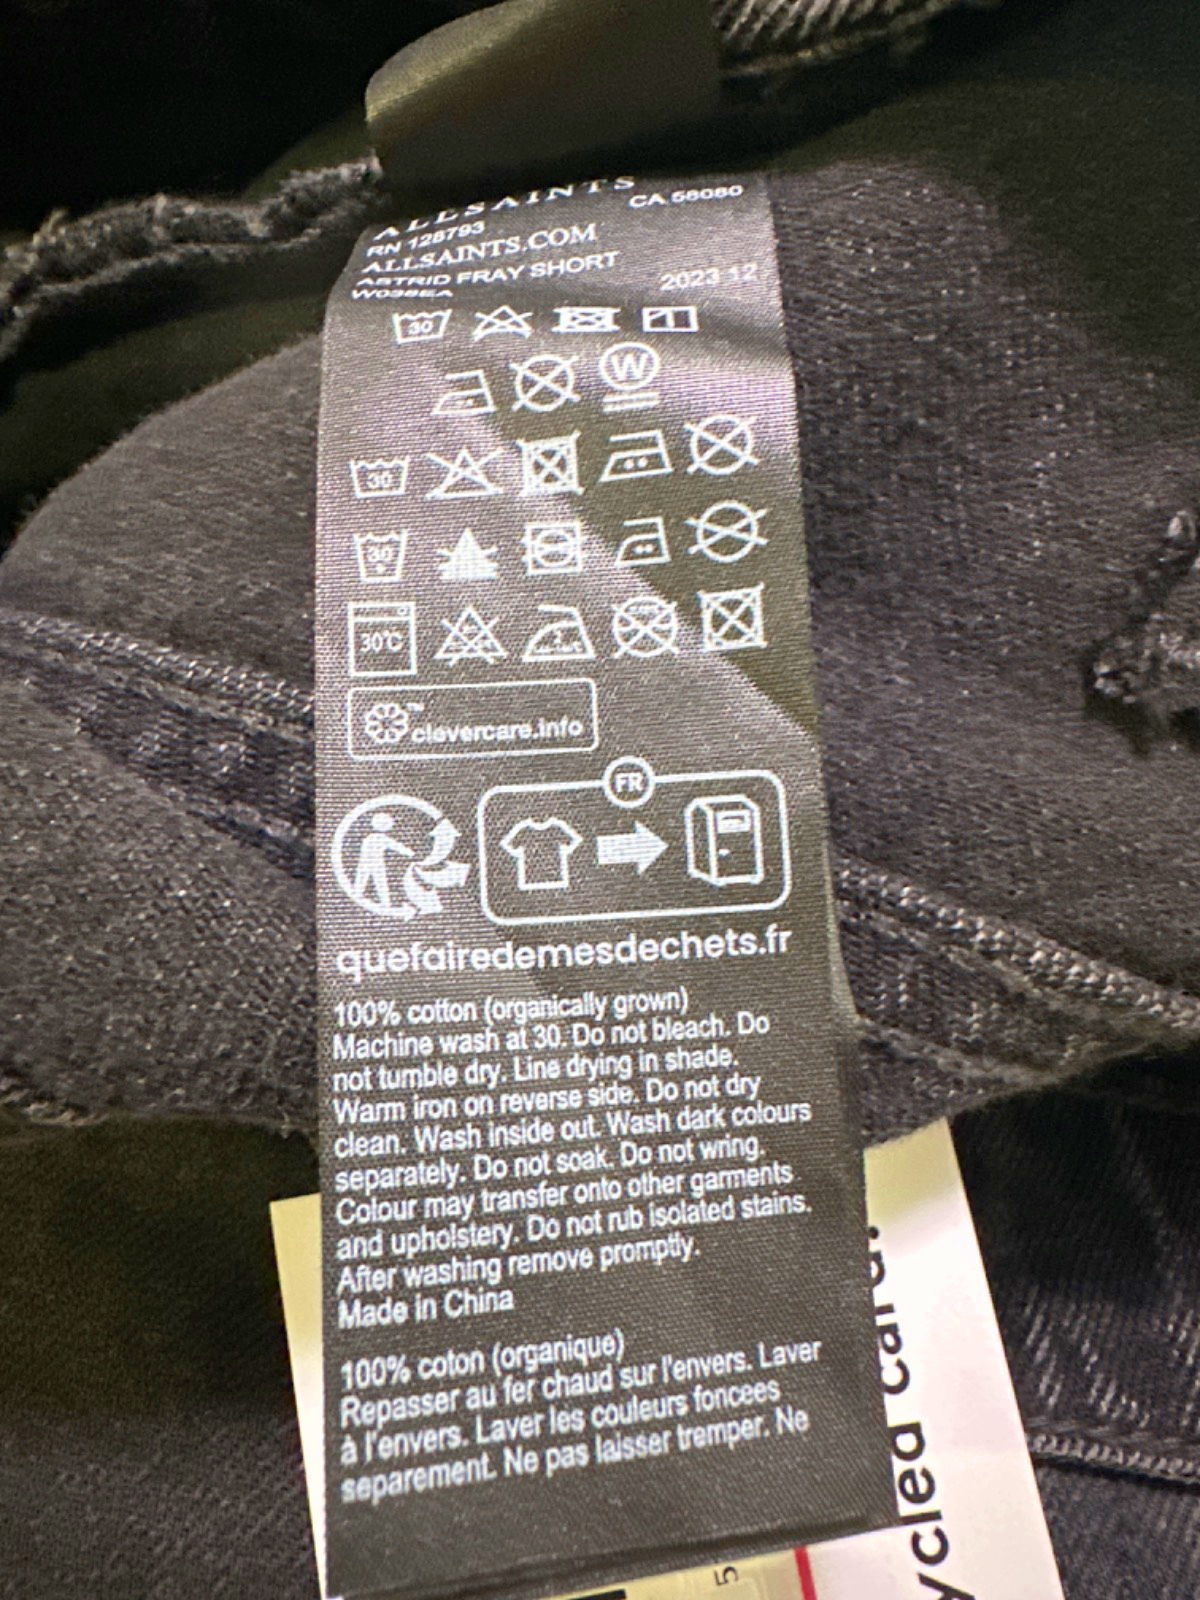 ALLSAINTS
RN 128793 CA 58080
ALLSAINTS.COM
ASTRID FRAY SHORT
W038EA 2023 12
30
W
30
30
30°C
™ clevercare.info
FR
quefairedemesdechets.fr
100% cotton (organically grown)
Machine wash at 30. Do not bleach. Do
not tumble dry. Line drying in shade.
Warm iron on reverse side. Do not dry
clean. Wash inside out. Wash dark colours
separately. Do not soak. Do not wring.
Colour may transfer onto other garments
and upholstery. Do not rub isolated stains.
After washing remove promptly.
Made in China
100% coton (organique)
Repasser au fer chaud sur l'envers. Laver
à l'envers. Laver les couleurs foncees
separement. Ne pas laisser tremper. Ne
ycled card.
5